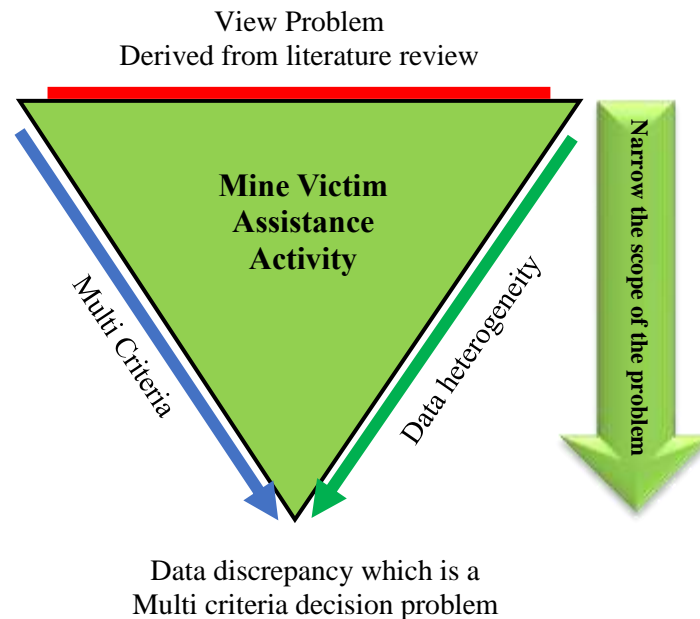 View Problem
Derived from literature review
Mine Victim
Assistance
Activity
Multi Criteria
Data heterogeneity
Narrow the scope of the problem
Data discrepancy which is a
Multi criteria decision problem